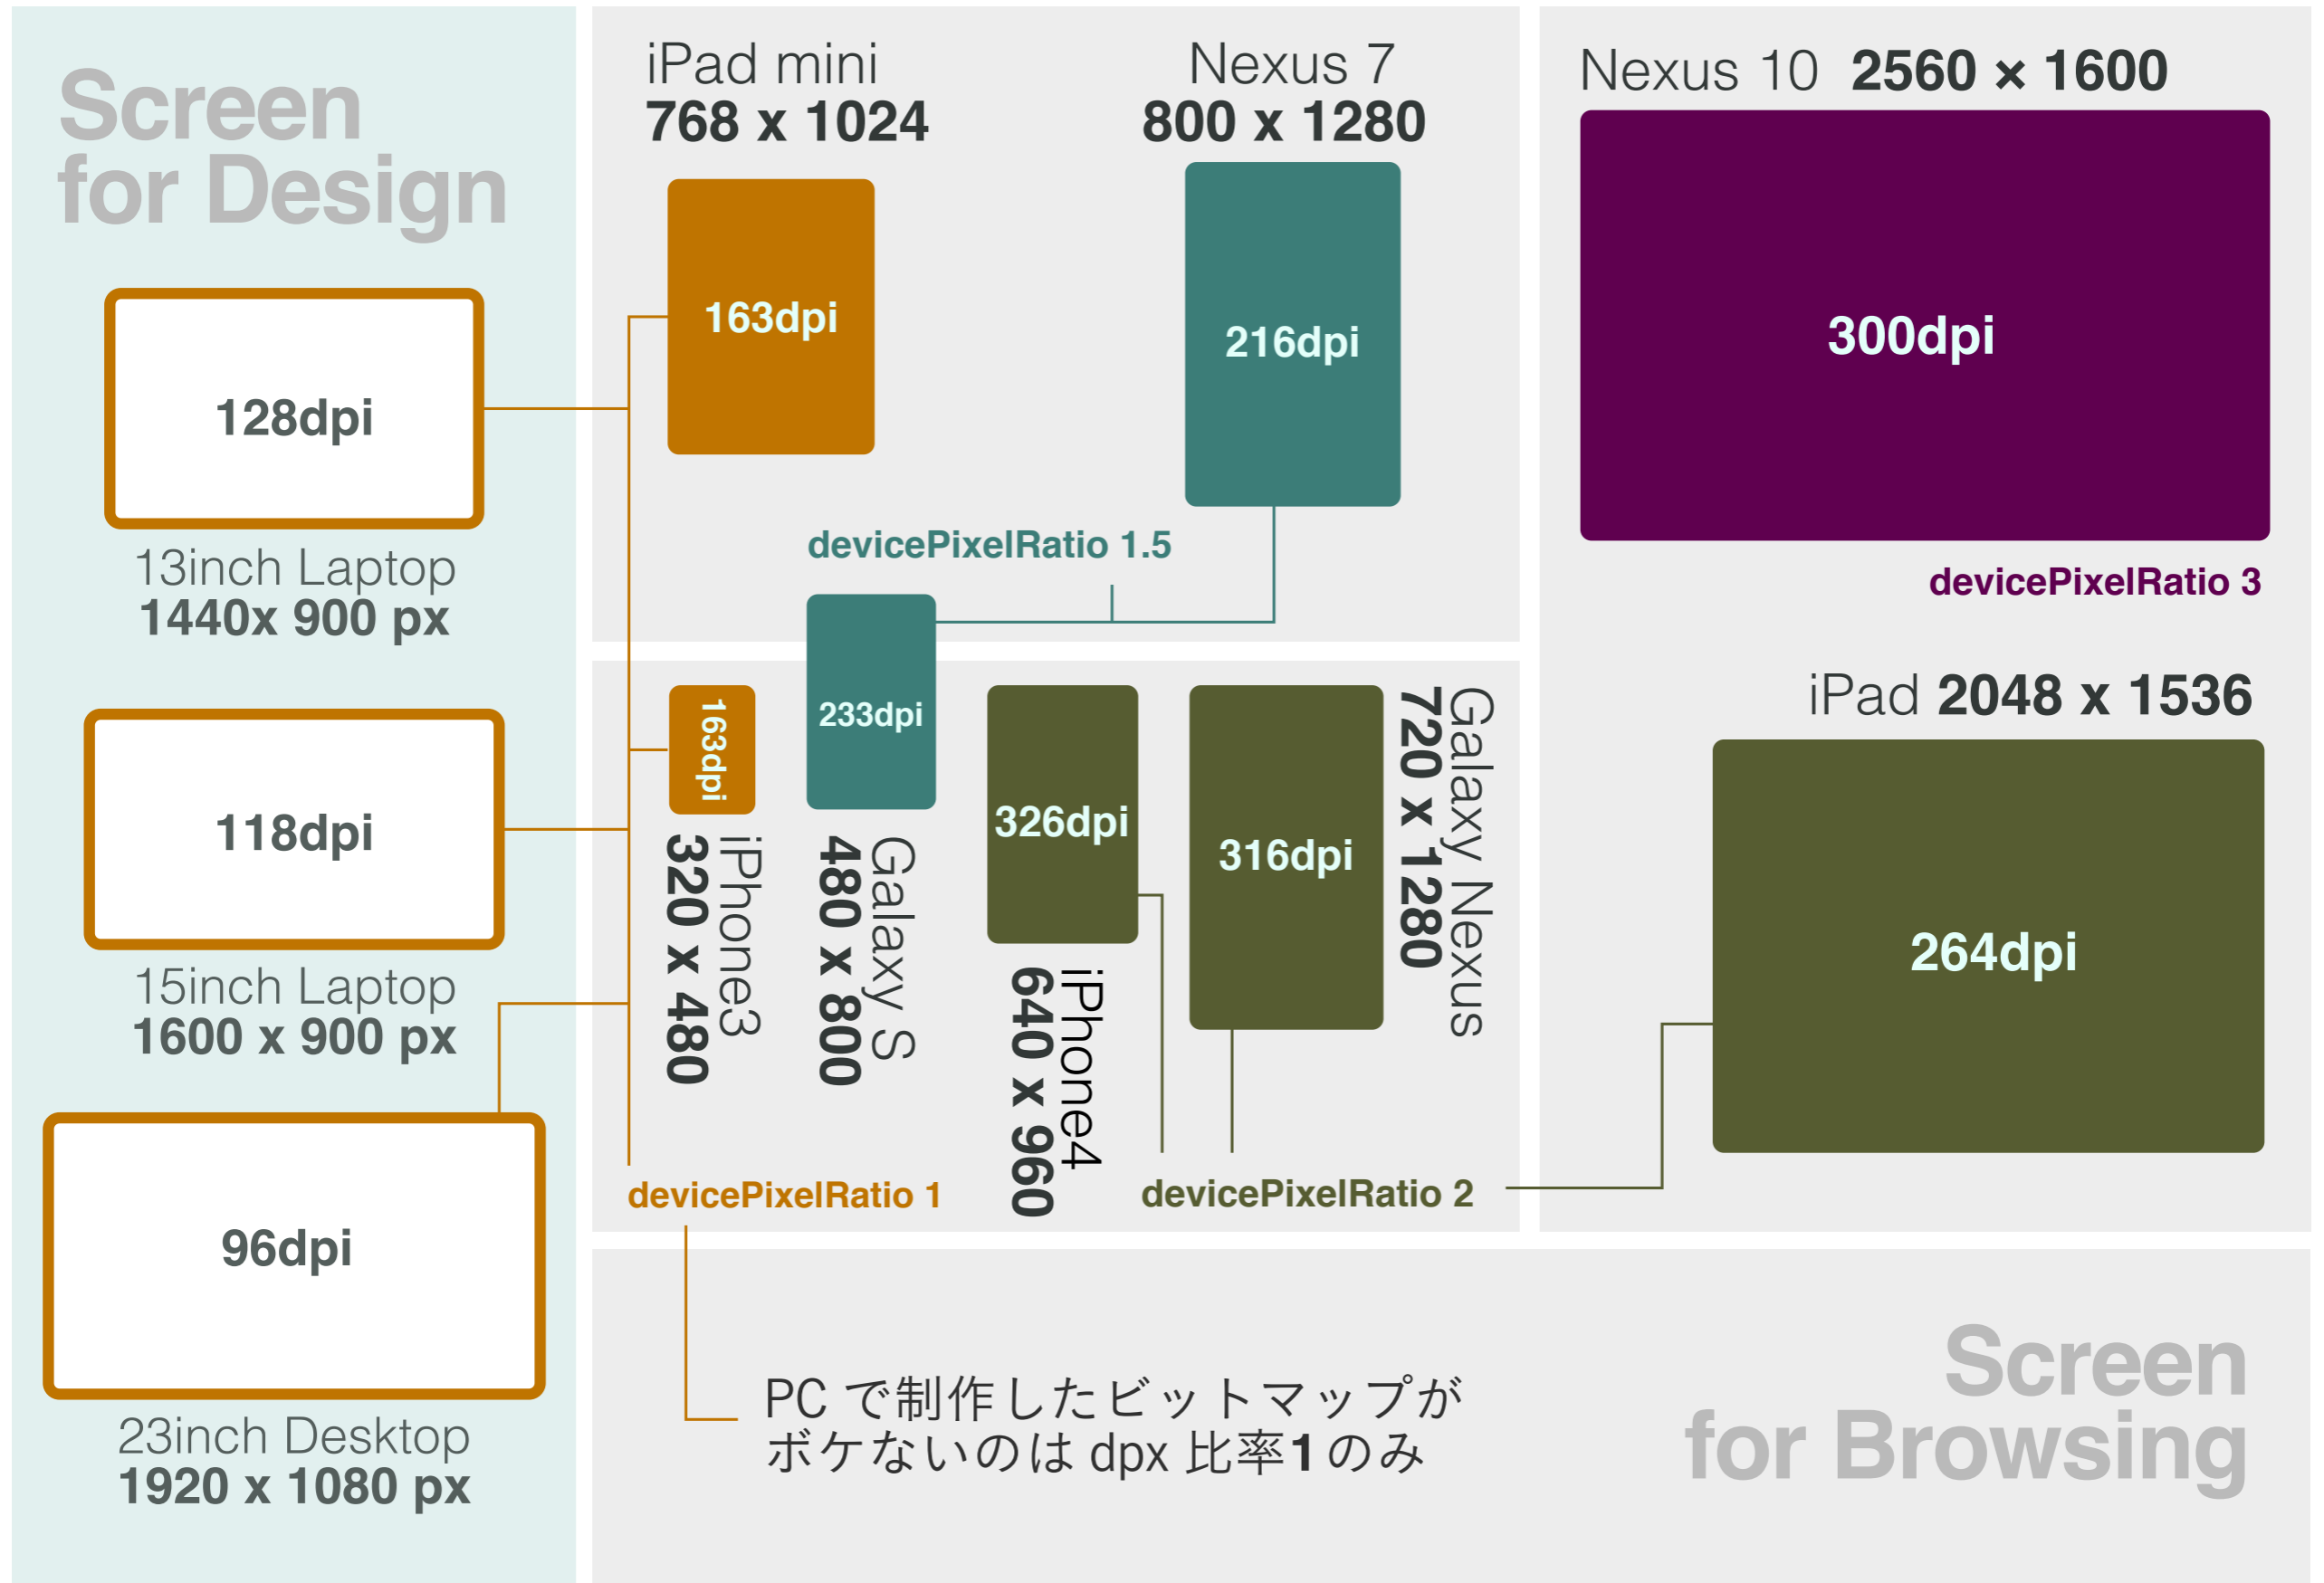 Screen
for Design
128dpi
13inch Laptop
1440x 900 px
118dpi
15inch Laptop
1600 x 900 px
96dpi
23inch Desktop
1920 x 1080 px
iPad mini
768 x 1024
163dpi
Nexus 7
800 x 1280
216dpi
devicePixelRatio 1.5
163dpi
iPhone3
320 x 480
233dpi
Galaxy S
480 x 800
326dpi
iPhone4
640 x 960
316dpi
Galaxy Nexus
720 x 1280
devicePixelRatio 1
devicePixelRatio 2
Nexus 10 2560 × 1600
300dpi
devicePixelRatio 3
iPad 2048 x 1536
264dpi
PC で制作したビットマップが
ボケないのは dpx 比率1のみ
Screen
for Browsing